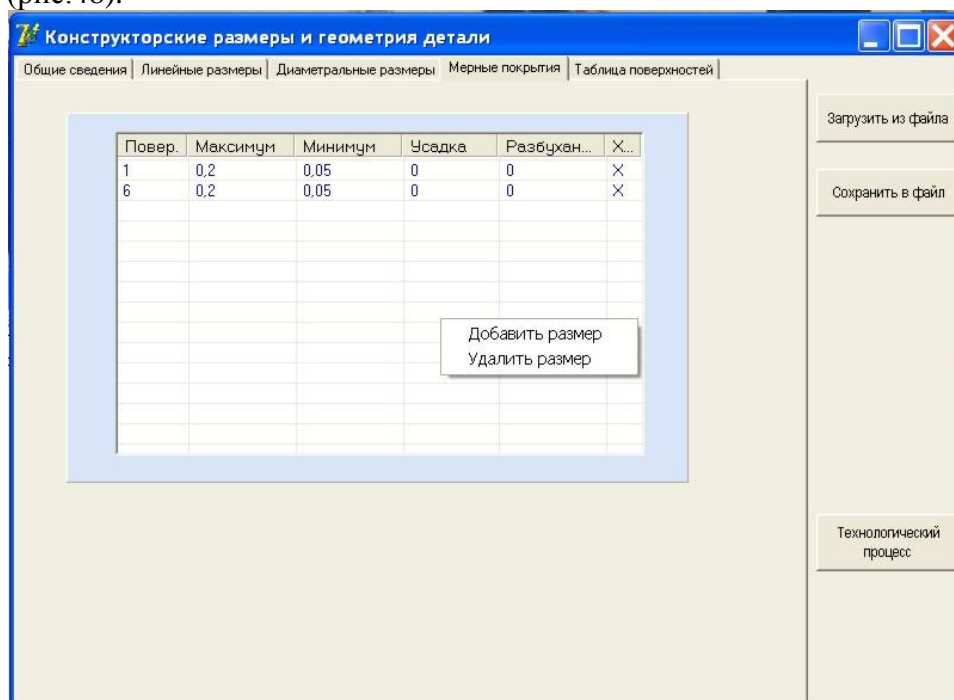 (рис.48).
Конструкторские размеры и геометрия детали
Общие сведения Линейные размеры Диаметральные размеры Мерные покрытия Таблица поверхностей
Загрузить из файла
Повер. Максимум Минимум Усадка Разбухан... Х...
1 0,2 0,05 0 0 X
6 0,2 0,05 0 0 X
Сохранить в файл
Добавить размер
Удалить размер
Технологический
процесс